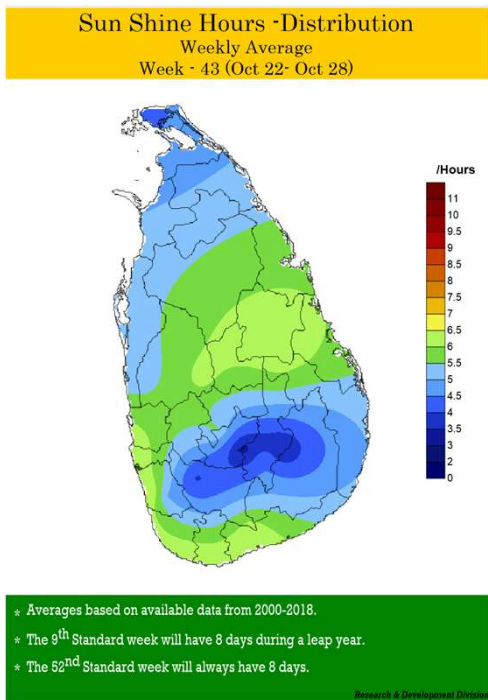 Sun Shine Hours -Distribution
Weekly Average
Week - 43 (Oct 22- Oct 28)
/Hours
11
10
9.5
9
8.5
8
7.5
7
6.5
6
5.5
5
4.5
4
3.5
3
2
0
* Averages based on available data from 2000-2018.
* The 9th Standard week will have 8 days during a leap year.
* The 52nd Standard week will always have 8 days.
Research & Development Division